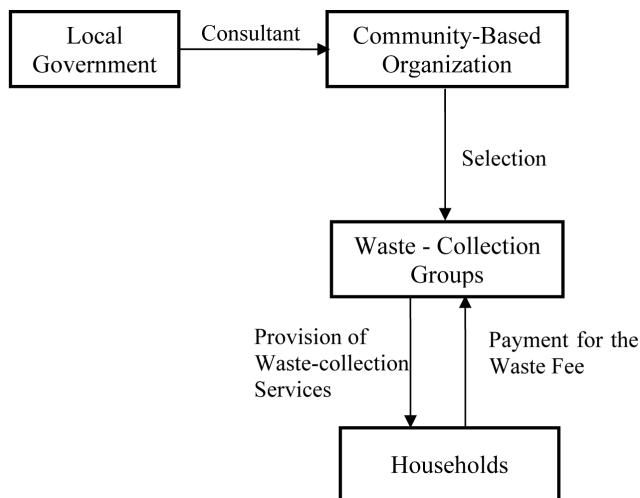 Local
Government
Consultant
Community-Based
Organization
Selection
Waste - Collection
Groups
Provision of
Waste-collection
Services
Payment for the
Waste Fee
Households